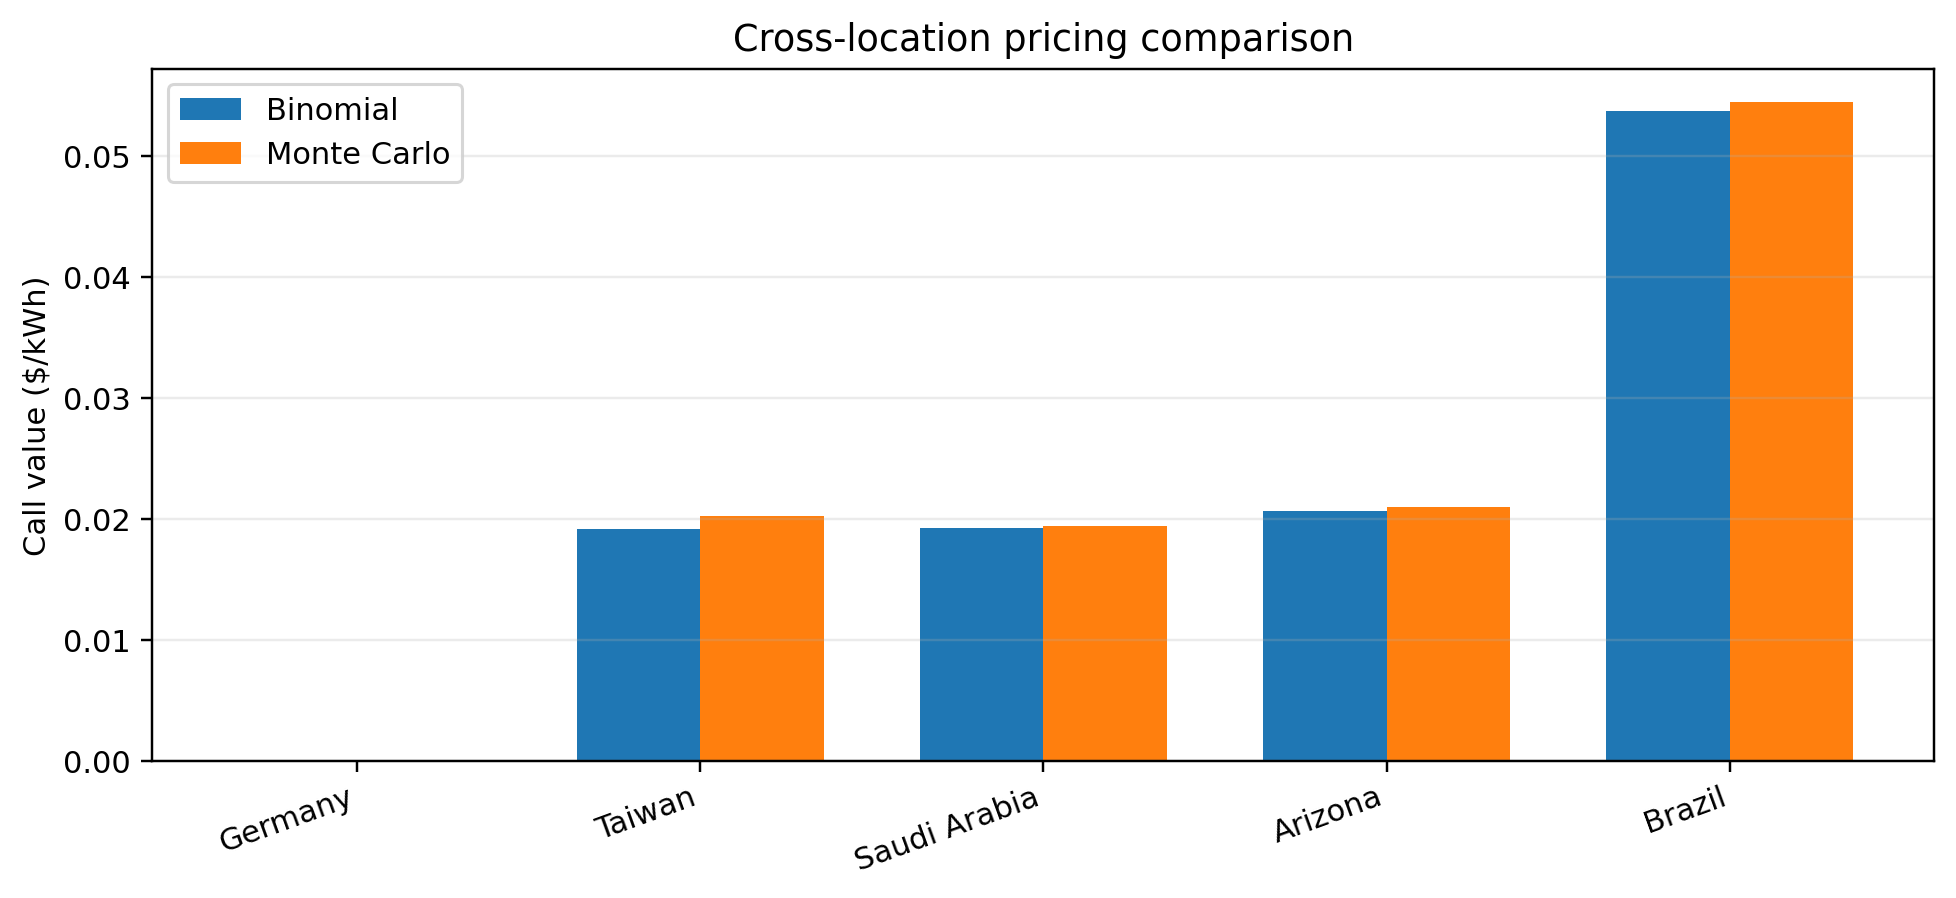 Cross-location pricing comparison
Binomial
Monte Carlo
Call value ($/kWh)
0.05
0.04
0.03
0.02
0.01
0.00
Germany
Taiwan
Saudi Arabia
Arizona
Brazil